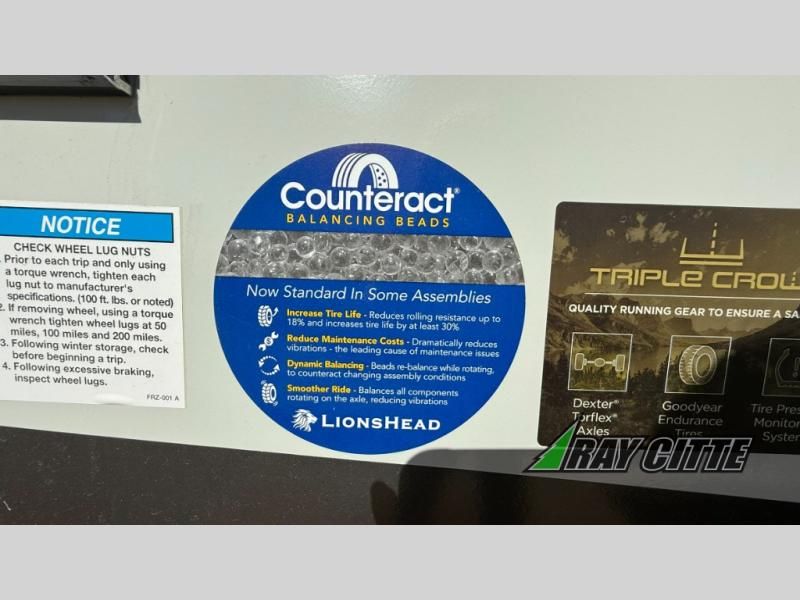 NOTICE
CHECK WHEEL LUG NUTS
Prior to each trip and only using
a torque wrench, tighten each
lug nut to manufacturer's
specifications. (100 ft. lbs. or noted)
2. If removing wheel, using a torque
wrench tighten wheel lugs at 50
miles, 100 miles and 200 miles.
3. Following winter storage, check
before beginning a trip.
4. Following excessive braking,
inspect wheel lugs.
FRZ-001 A
Counteract®
BALANCING BEADS
Now Standard In Some Assemblies
Increase Tire Life - Reduces rolling resistance up to
18% and increases tire life by at least 30%
Reduce Maintenance Costs - Dramatically reduces
vibrations - the leading cause of maintenance issues
Dynamic Balancing - Beads re-balance while rotating,
to counteract changing assembly conditions
Smoother Ride - Balances all components
rotating on the axle, reducing vibrations
LIONSHEAD
TRIPLE CROW
QUALITY RUNNING GEAR TO ENSURE A SA
Dexter®
Torflex®
Axles
Goodyear
Endurance
Tires
Tire Pres
Monito
System
RAY CITTE